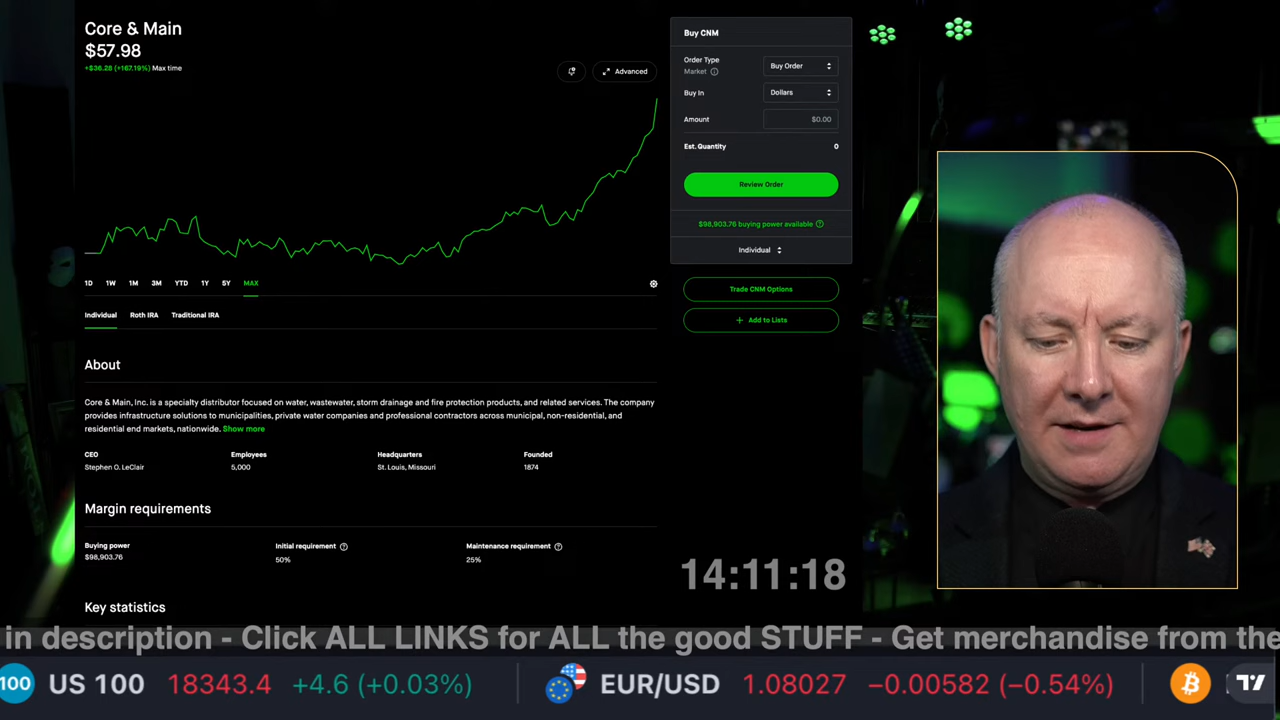 Core & Main
$57.98
+$36.28 (+167.19%) Max time
Advanced
1D 1W 1M 3M YTD 1Y 5Y MAX
Individual Roth IRA Traditional IRA
About
Core & Main, Inc. is a specialty distributor focused on water, wastewater, storm drainage and fire protection products, and related services. The company
provides infrastructure solutions to municipalities, private water companies and professional contractors across municipal, non-residential, and
residential end markets, nationwide. Show more
CEO Employees Headquarters Founded
Stephen O. LeClair 5,000 St. Louis, Missouri 1874
Margin requirements
Buying power Initial requirement Maintenance requirement
$98,903.76 50% 25%
Key statistics
Buy CNM
Order Type Buy Order
Market
Buy In Dollars
Amount $0.00
Est. Quantity 0
Review Order
$98,903.76 buying power available
Individual
Trade CNM Options
+ Add to Lists
14:11:18
in description - Click ALL LINKS for ALL the good STUFF - Get merchandise from the
100 US 100 18343.4 +4.6 (+0.03%) EUR/USD 1.08027 −0.00582 (−0.54%)